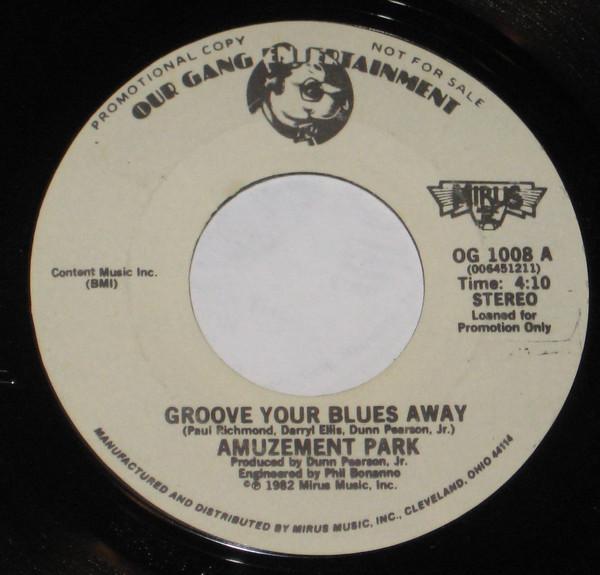 PROMOTIONAL COPY
NOT FOR SALE
OUR GANG ENTERTAINMENT
MIRUS
OG 1008 A
(006451211)
Time: 4:10
STEREO
Loaned for
Promotion Only
Content Music Inc.
(BMI)
GROOVE YOUR BLUES AWAY
(Paul Richmond, Darryl Ellis, Dunn Pearson, Jr.)
AMUZEMENT PARK
Produced by Dunn Pearson, Jr.
Engineered by Phil Bonanno
©℗ 1982 Mirus Music, Inc.
MANUFACTURED AND DISTRIBUTED BY MIRUS MUSIC, INC., CLEVELAND, OHIO 44114